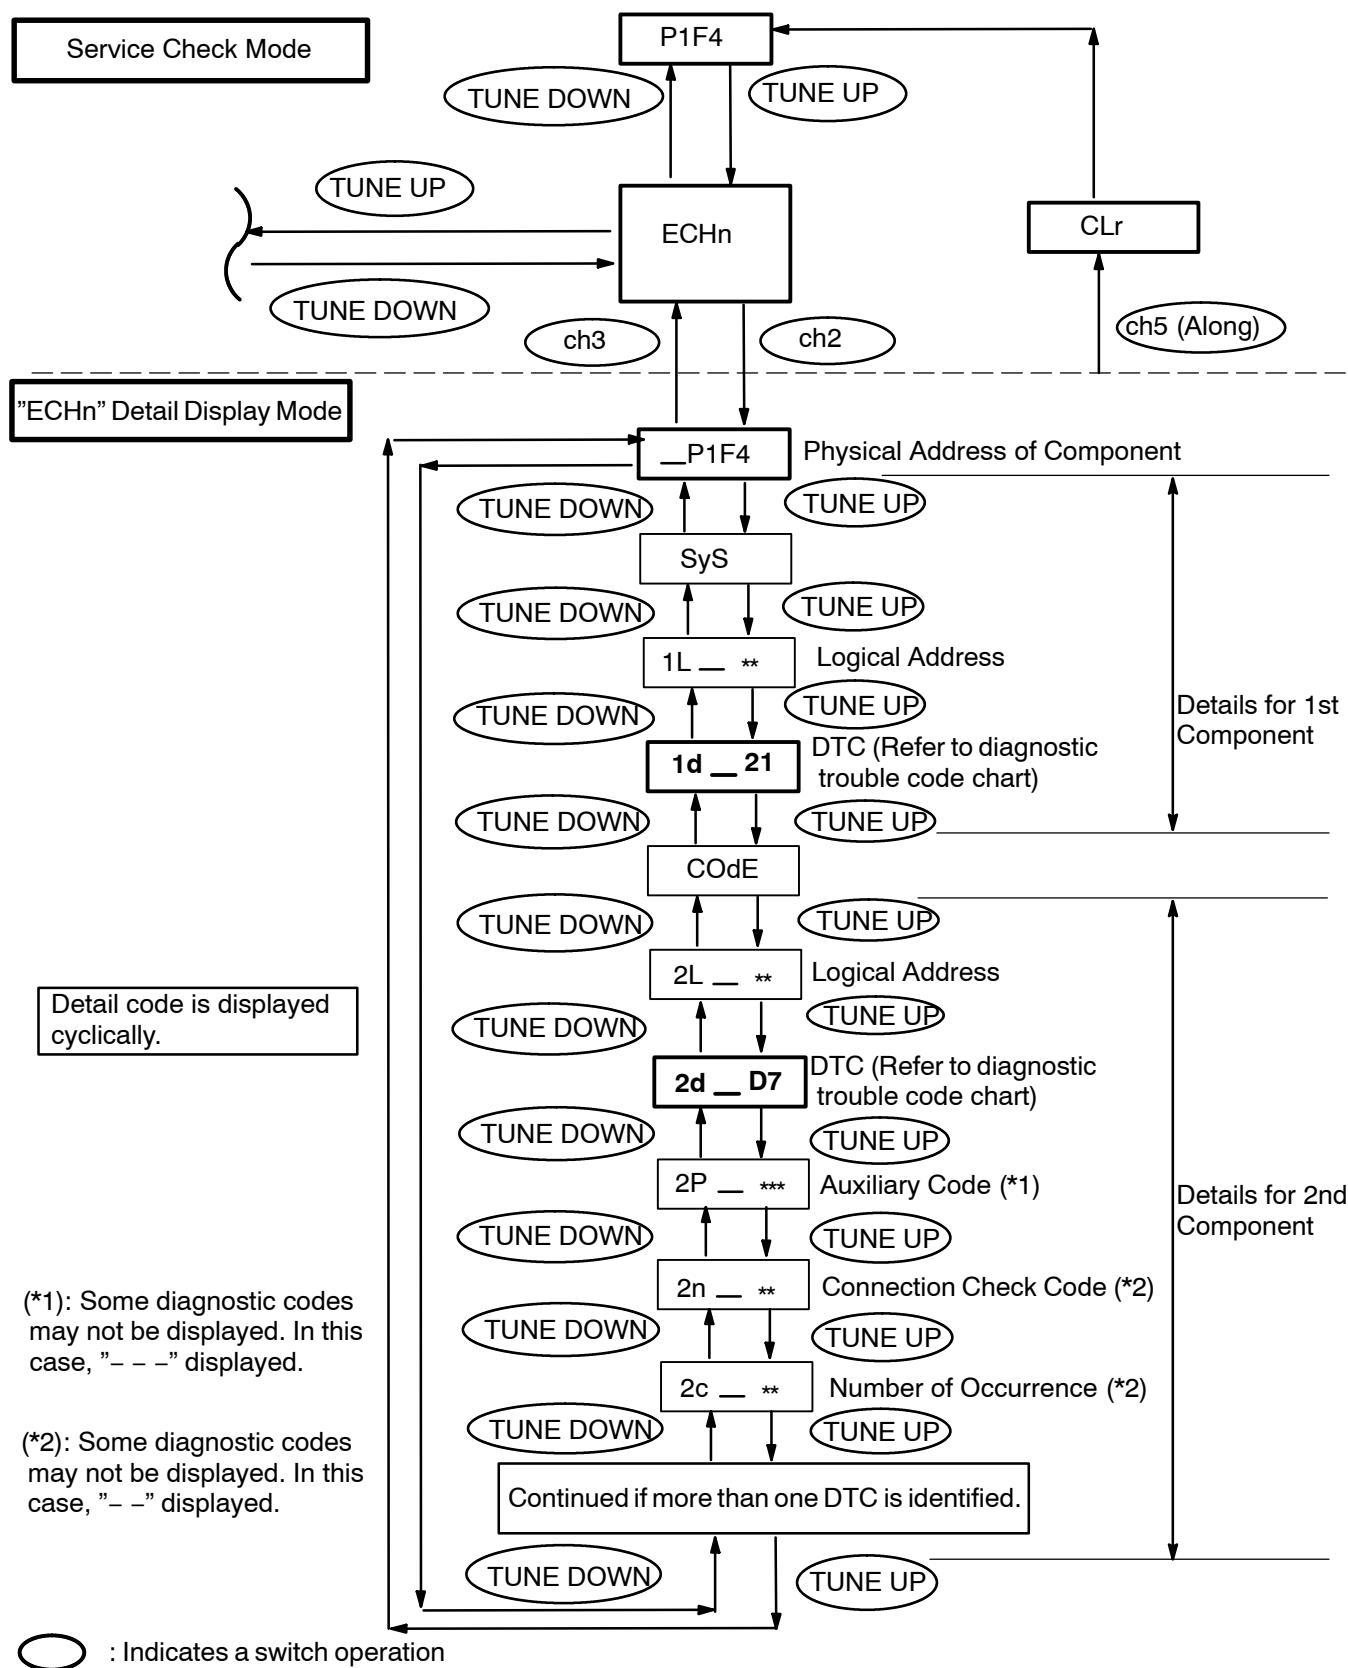 Service Check Mode
P1F4
TUNE DOWN
TUNE UP
TUNE UP
ECHn
CLr
TUNE DOWN
ch3
ch2
ch5 (Along)
”ECHn” Detail Display Mode
__P1F4
Physical Address of Component
TUNE DOWN
TUNE UP
SyS
TUNE DOWN
TUNE UP
1L __ **
Logical Address
TUNE DOWN
TUNE UP
Details for 1st
Component
1d __ 21
DTC (Refer to diagnostic
trouble code chart)
TUNE DOWN
TUNE UP
COdE
TUNE DOWN
TUNE UP
2L __ **
Logical Address
Detail code is displayed
cyclically.
TUNE DOWN
TUNE UP
2d __ D7
DTC (Refer to diagnostic
trouble code chart)
TUNE DOWN
TUNE UP
2P __ ***
Auxiliary Code (*1)
Details for 2nd
Component
TUNE DOWN
TUNE UP
2n __ **
Connection Check Code (*2)
(*1): Some diagnostic codes
may not be displayed. In this
case, ”– – –” displayed.
TUNE DOWN
TUNE UP
2c __ **
Number of Occurrence (*2)
TUNE DOWN
TUNE UP
(*2): Some diagnostic codes
may not be displayed. In this
case, ”– –” displayed.
Continued if more than one DTC is identified.
TUNE DOWN
TUNE UP
: Indicates a switch operation